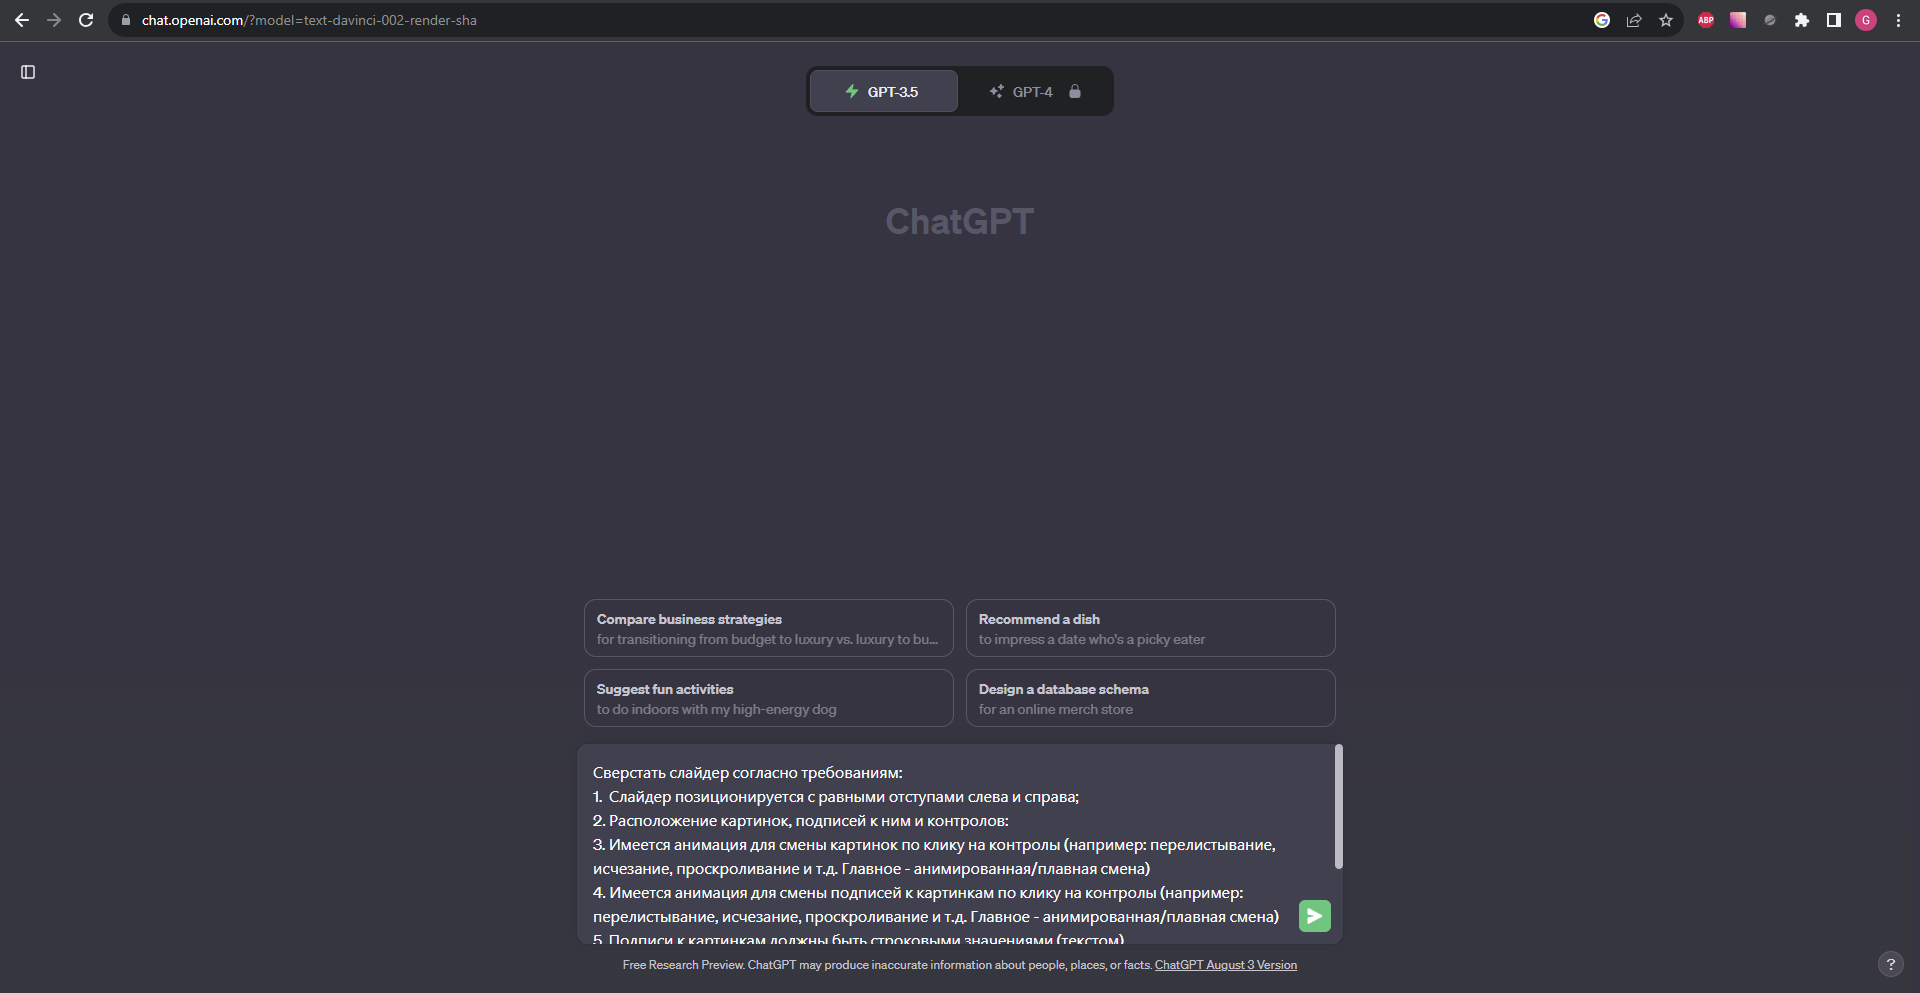 chat.openai.com/?model=text-davinci-002-render-sha
ABP
G
GPT-3.5
GPT-4
ChatGPT
Compare business strategies
for transitioning from budget to luxury vs. luxury to bu...
Recommend a dish
to impress a date who's a picky eater
Suggest fun activities
to do indoors with my high-energy dog
Design a database schema
for an online merch store
Сверстать слайдер согласно требованиям:
1. Слайдер позиционируется с равными отступами слева и справа;
2. Расположение картинок, подписей к ним и контролов:
3. Имеется анимация для смены картинок по клику на контролы (например: перелистывание,
исчезание, проскроливание и т.д. Главное - анимированная/плавная смена)
4. Имеется анимация для смены подписей к картинкам по клику на контролы (например:
перелистывание, исчезание, проскроливание и т.д. Главное - анимированная/плавная смена)
5. Подписи к картинкам должны быть строковыми значениями (текстом)
Free Research Preview. ChatGPT may produce inaccurate information about people, places, or facts. ChatGPT August 3 Version
?